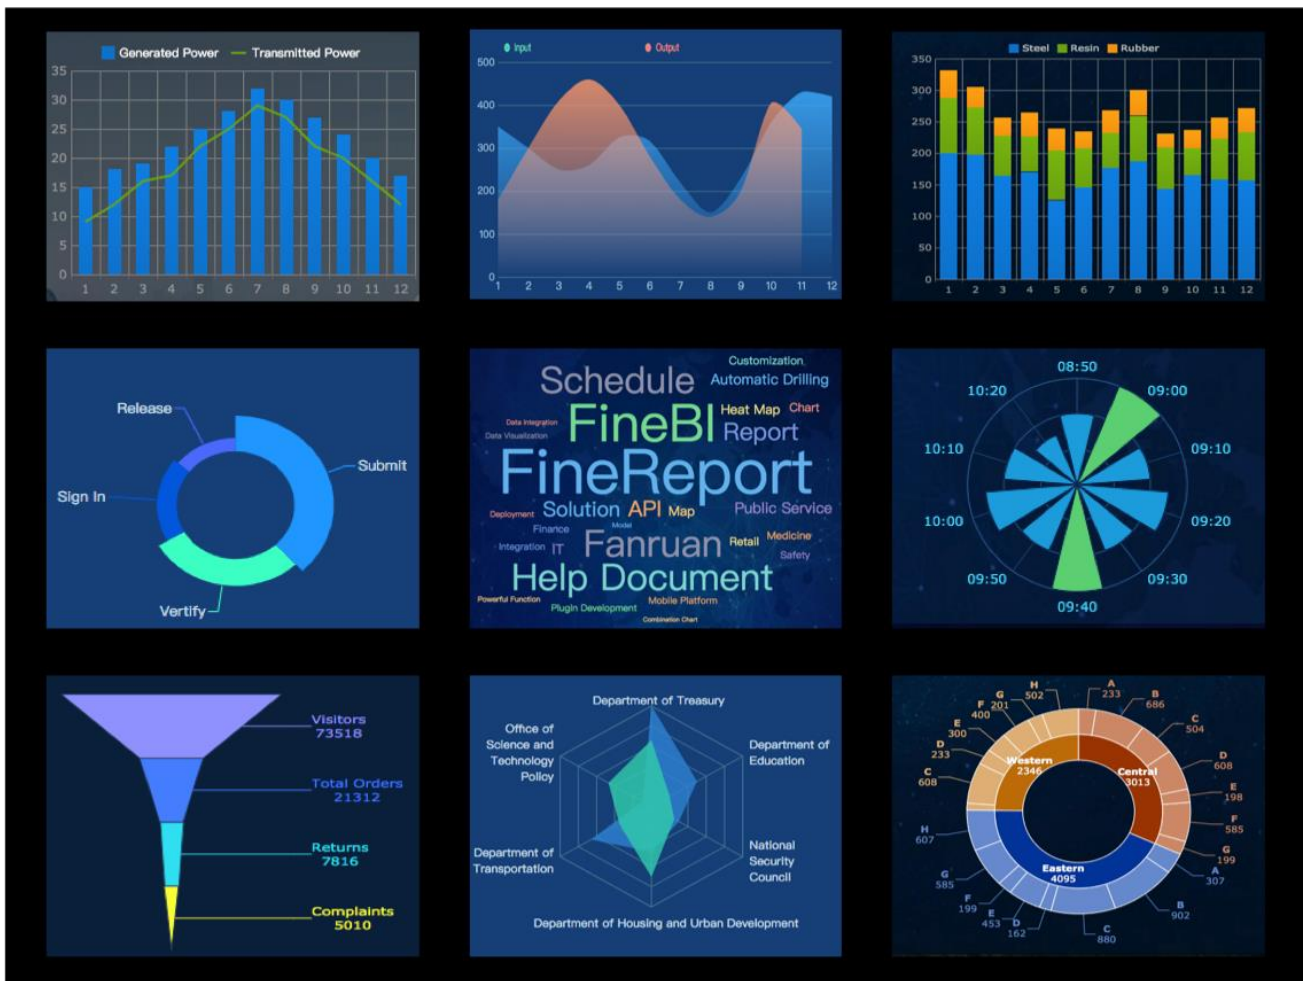 Generated Power Transmitted Power
35
30
25
20
15
10
5
0
1 2 3 4 5 6 7 8 9 10 11 12
Input Output
500
400
300
200
100
0
1 2 3 4 5 6 7 8 9 10 11 12
Steel Resin Rubber
350
300
250
200
150
100
50
0
1 2 3 4 5 6 7 8 9 10 11 12
Release
Submit
Sign In
Vertify
Customization
Schedule Automatic Drilling
Data Integration FineBI Heat Map Chart
Data Visualization Report
FineReport
Solution API Map Public Service
Deployment
Finance Model
Integration IT Fanruan Retail Medicine
Safety
Help Document
Powerful Function Mobile Platform
Plugin Development
Combination Chart
08:50
10:20 09:00
10:10 09:10
10:00 09:20
09:50 09:30
09:40
Visitors
73518
Total Orders
21312
Returns
7816
Complaints
5010
Department of Treasury
Office of
Science and
Technology
Policy
Department of
Education
Department of
Transportation
National
Security
Council
Department of Housing and Urban Development
Western
2346
Central
3013
Eastern
4095
A
233
B
686
C
504
D
608
E
198
F
585
G
199
A
307
B
902
C
880
D
162
E
453
F
199
G
585
H
607
C
608
D
233
E
300
F
400
G
201
H
502